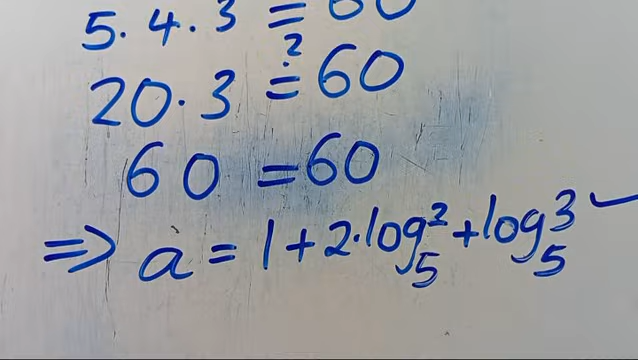 5.4.3 = 60
20.3 ≟ 60
60 = 60
⇒ a = 1+2.log₅2+log₅3 ✓